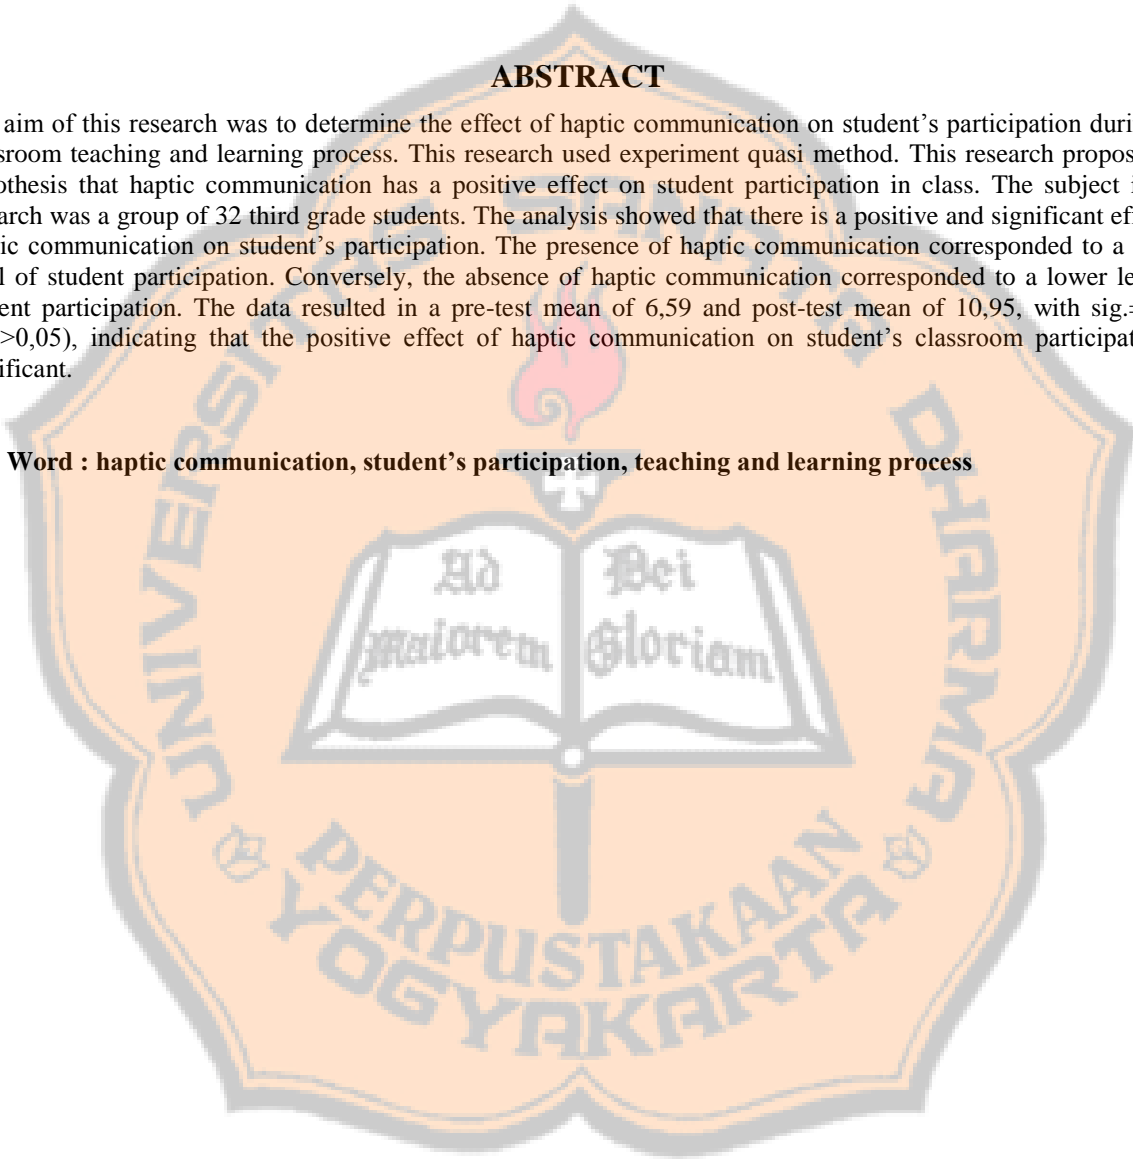 ABSTRACT
aim of this research was to determine the effect of haptic communication on student's participation duri
sroom teaching and learning process. This research used experiment quasi method. This research propos
othesis that haptic communication has a positive effect on student participation in class. The subject i
arch was a group of 32 third grade students. The analysis showed that there is a positive and significant ef
ic communication on student's participation. The presence of haptic communication corresponded to a
l of student participation. Conversely, the absence of haptic communication corresponded to a lower le
ent participation. The data resulted in a pre-test mean of 6,59 and post-test mean of 10,95, with sig.=
>0,05), indicating that the positive effect of haptic communication on student's classroom participat
ificant.
Word : haptic communication, student's participation, teaching and learning process
UNIVERSITAS SANATA DHARMA
Ad Dei
maiorem Gloriam
PERPUSTAKAAN
YOGYAKARTA